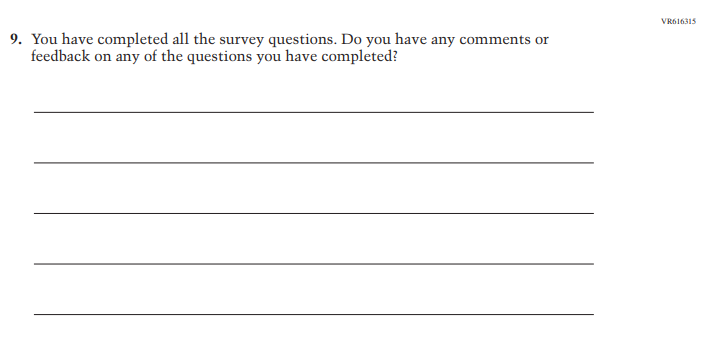 VR616315
9. You have completed all the survey questions. Do you have any comments or
feedback on any of the questions you have completed?